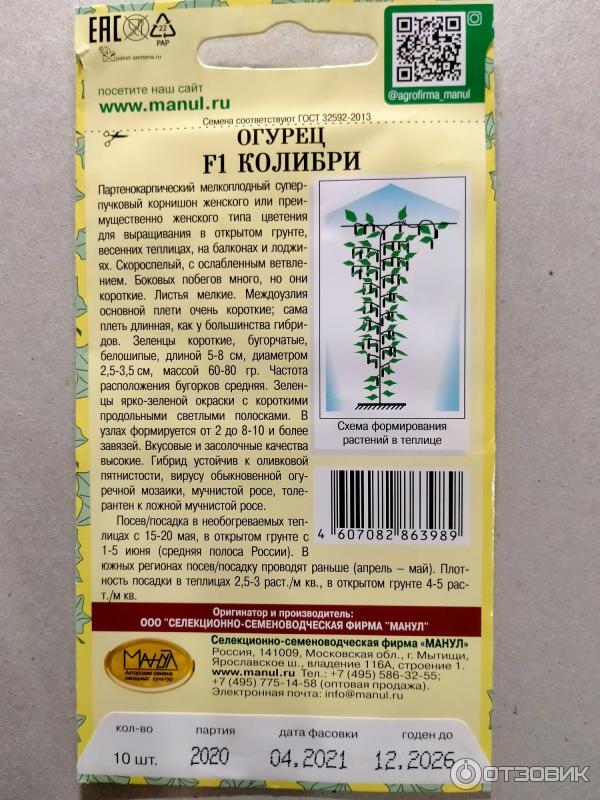 EAC
22
PAP
paket-semena.ru
посетите наш сайт
www.manul.ru
@agrofirma_manul
Семена соответствуют ГОСТ 32592-2013
ОГУРЕЦ
F1 КОЛИБРИ
Партенокарпический мелкоплодный супер-
пучковый корнишон женского или преи-
мущественно женского типа цветения
для выращивания в открытом грунте,
весенних теплицах, на балконах и лоджи-
ях. Скороспелый, с ослабленным ветвле-
нием. Боковых побегов много, но они
короткие. Листья мелкие. Междоузлия
основной плети очень короткие; сама
плеть длинная, как у большинства гибри-
дов. Зеленцы короткие, бугорчатые,
белошипые, длиной 5-8 см, диаметром
2,5-3,5 см, массой 60-80 гр. Частота
расположения бугорков средняя. Зелен-
цы ярко-зеленой окраски с короткими
продольными светлыми полосками. В
узлах формируется от 2 до 8-10 и более
завязей. Вкусовые и засолочные качества
высокие. Гибрид устойчив к оливковой
пятнистости, вирусу обыкновенной огу-
речной мозаики, мучнистой росе, толе-
рантен к ложной мучнистой росе.
Схема формирования
растений в теплице
4 607082 863989
Посев/посадка в необогреваемых теп-
лицах с 15-20 мая, в открытом грунте с
1-5 июня (средняя полоса России). В
южных регионах посев/посадку проводят раньше (апрель – май). Плот-
ность посадки в теплицах 2,5-3 раст./м кв., в открытом грунте 4-5 раст-
т./м кв.
Оригинатор и производитель:
ООО "СЕЛЕКЦИОННО-СЕМЕНОВОДЧЕСКАЯ ФИРМА "МАНУЛ"
МАНУЛ
Авторские семена
овощных культур
Селекционно-семеноводческая фирма «МАНУЛ»
Россия, 141009, Московская обл., г. Мытищи,
Ярославское ш., владение 116А, строение 1.
www.manul.ru Тел.: +7 (495) 586-32-55;
+7 (495) 775-14-58 (оптовая продажа).
Электронная почта: info@manul.ru
кол-во партия дата фасовки годен до
10 шт. 2020 04.2021 12.2026
ОТЗОВИК